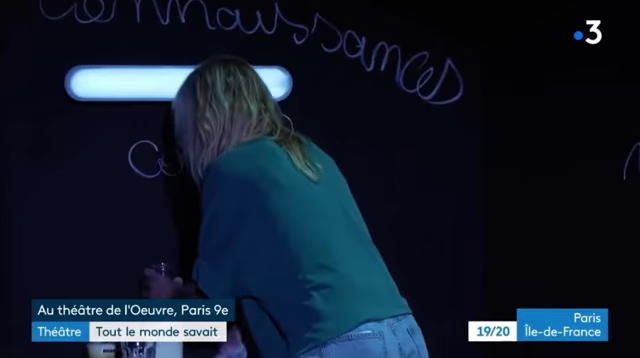 connaissances
.3
Co
Au théâtre de l'Oeuvre, Paris 9e
Théâtre Tout le monde savait
19/20 Paris
Île-de-France